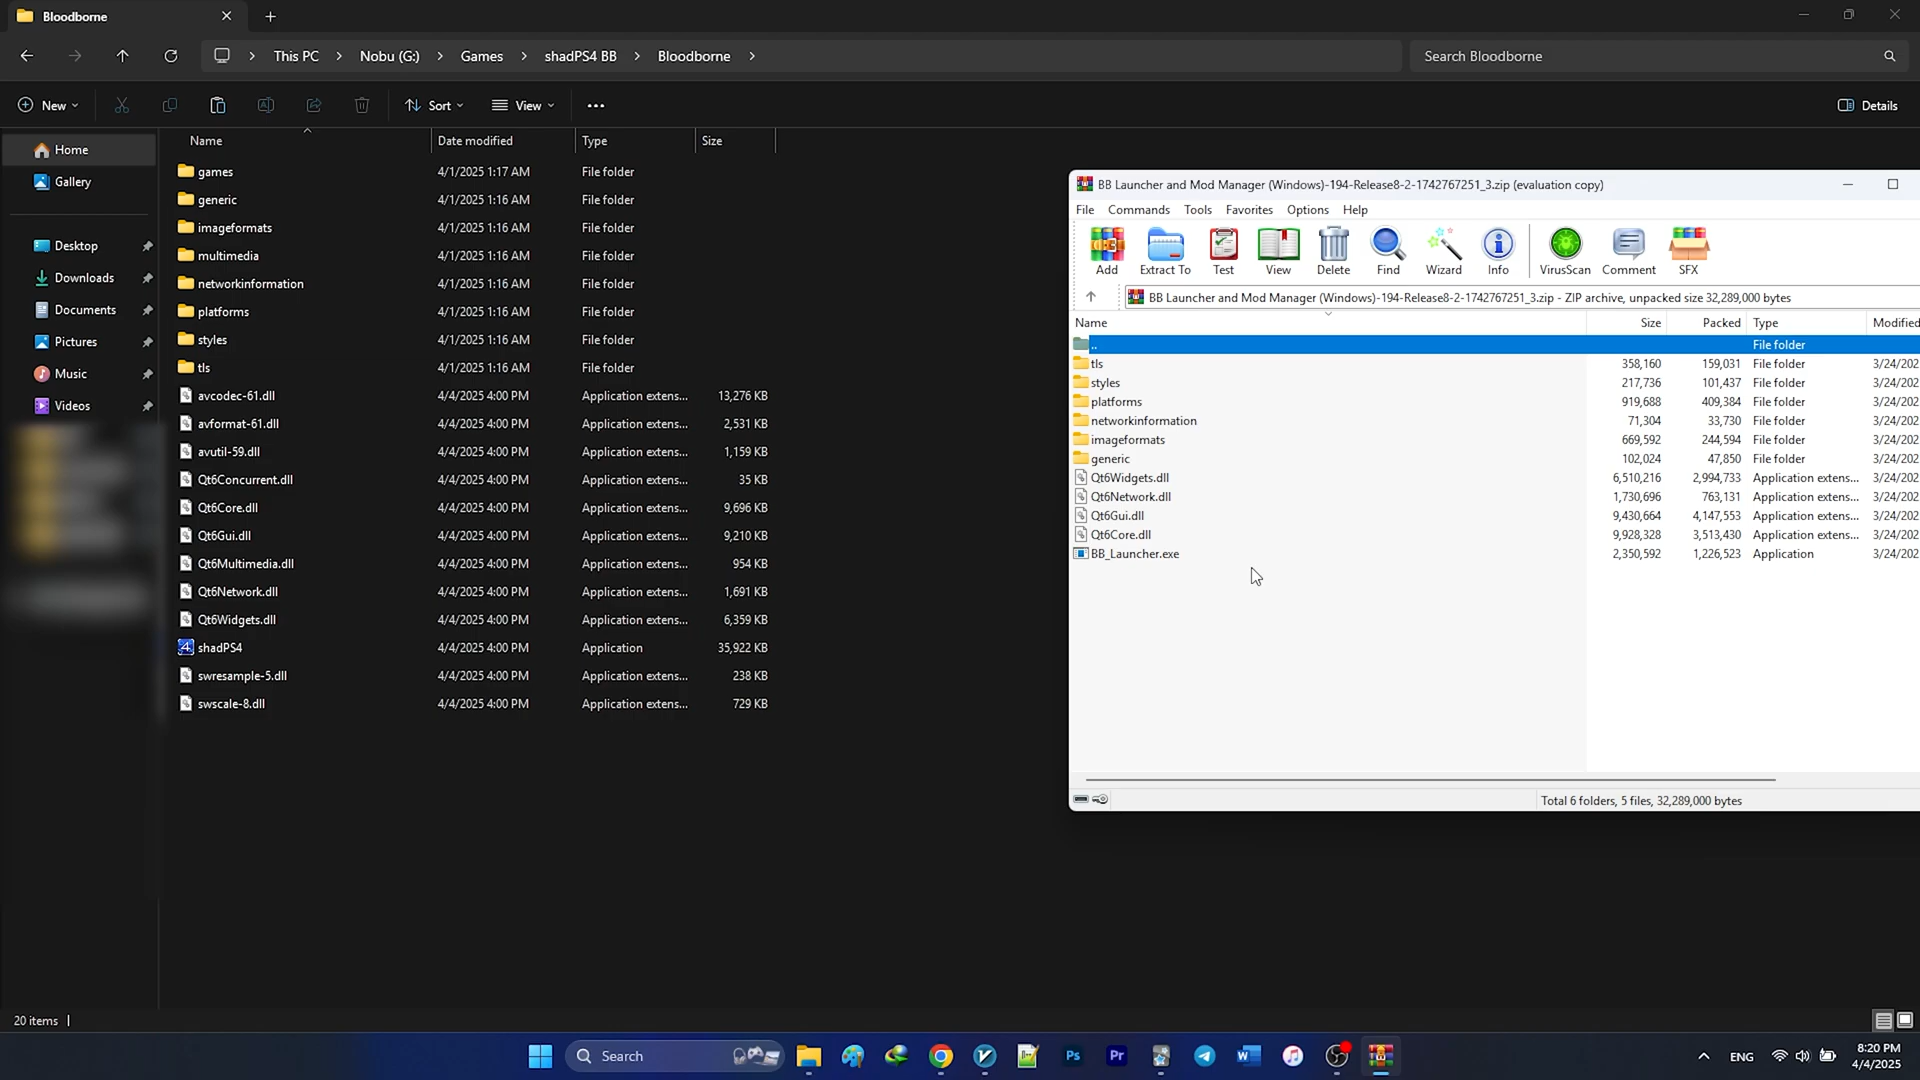 Bloodborne
This PC > Nobu (G:) > Games > shadPS4 BB > Bloodborne >
Search Bloodborne
New
Sort
View
Details
Name Date modified Type Size
Home
Gallery
Desktop
Downloads
Documents
Pictures
Music
Videos
games 4/1/2025 1:17 AM File folder
generic 4/1/2025 1:16 AM File folder
imageformats 4/1/2025 1:16 AM File folder
multimedia 4/1/2025 1:16 AM File folder
networkinformation 4/1/2025 1:16 AM File folder
platforms 4/1/2025 1:16 AM File folder
styles 4/1/2025 1:16 AM File folder
tls 4/1/2025 1:16 AM File folder
avcodec-61.dll 4/4/2025 4:00 PM Application extens... 13,276 KB
avformat-61.dll 4/4/2025 4:00 PM Application extens... 2,531 KB
avutil-59.dll 4/4/2025 4:00 PM Application extens... 1,159 KB
Qt6Concurrent.dll 4/4/2025 4:00 PM Application extens... 35 KB
Qt6Core.dll 4/4/2025 4:00 PM Application extens... 9,696 KB
Qt6Gui.dll 4/4/2025 4:00 PM Application extens... 9,210 KB
Qt6Multimedia.dll 4/4/2025 4:00 PM Application extens... 954 KB
Qt6Network.dll 4/4/2025 4:00 PM Application extens... 1,691 KB
Qt6Widgets.dll 4/4/2025 4:00 PM Application extens... 6,359 KB
shadPS4 4/4/2025 4:00 PM Application 35,922 KB
swresample-5.dll 4/4/2025 4:00 PM Application extens... 238 KB
swscale-8.dll 4/4/2025 4:00 PM Application extens... 729 KB
BB Launcher and Mod Manager (Windows)-194-Release8-2-1742767251_3.zip (evaluation copy)
File Commands Tools Favorites Options Help
Add Extract To Test View Delete Find Wizard Info VirusScan Comment SFX
BB Launcher and Mod Manager (Windows)-194-Release8-2-1742767251_3.zip - ZIP archive, unpacked size 32,289,000 bytes
Name Size Packed Type Modified
.. File folder
tls 358,160 159,031 File folder 3/24/202
styles 217,736 101,437 File folder 3/24/202
platforms 919,688 409,384 File folder 3/24/202
networkinformation 71,304 33,730 File folder 3/24/202
imageformats 669,592 244,594 File folder 3/24/202
generic 102,024 47,850 File folder 3/24/202
Qt6Widgets.dll 6,510,216 2,994,733 Application extens... 3/24/202
Qt6Network.dll 1,730,696 763,131 Application extens... 3/24/202
Qt6Gui.dll 9,430,664 4,147,553 Application extens... 3/24/202
Qt6Core.dll 9,928,328 3,513,430 Application extens... 3/24/202
BB_Launcher.exe 2,350,592 1,226,523 Application 3/24/202
Total 6 folders, 5 files, 32,289,000 bytes
20 items
Search
Ps
Pr
ENG
8:20 PM
4/4/2025